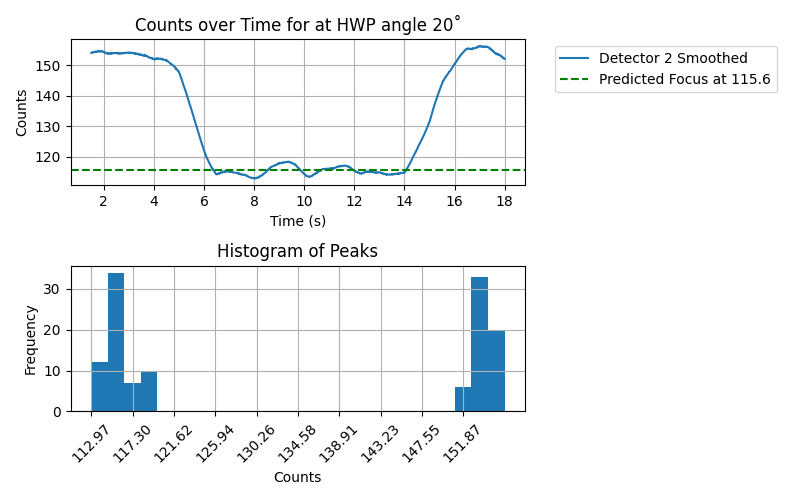 Counts over Time for at HWP angle 20˚
Counts
150
140
130
120
2 4 6 8 10 12 14 16 18
Time (s)
Detector 2 Smoothed
Predicted Focus at 115.6
Histogram of Peaks
Frequency
30
20
10
0
112.97 117.30 121.62 125.94 130.26 134.58 138.91 143.23 147.55 151.87
Counts